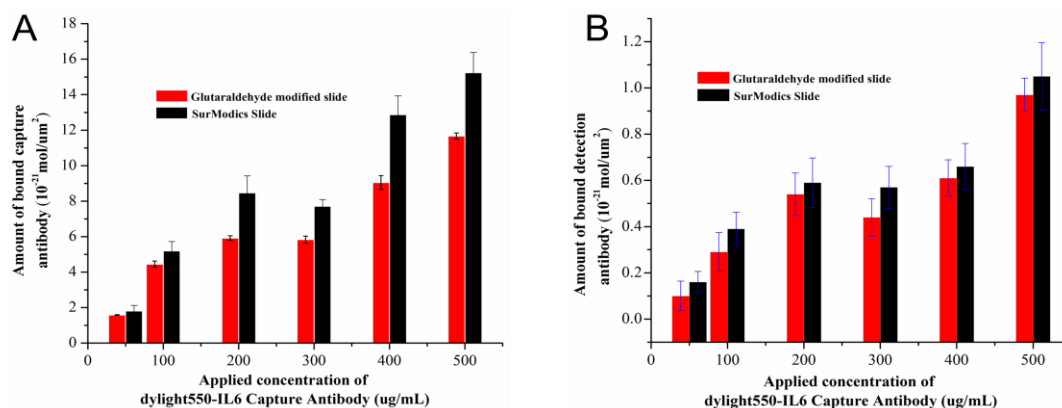 A
18
16
14
12
10
8
6
4
2
0
Amount of bound capture
antibody (10⁻²¹ mol/um²)
Glutaraldehyde modified slide
SurModics Slide
0 100 200 300 400 500
Applied concentration of
dylight550-IL6 Capture Antibody (ug/mL)
B
1.2
1.0
0.8
0.6
0.4
0.2
0.0
Amount of bound detection
antibody (10⁻²¹ mol/um²)
Glutaraldehyde modified slide
SurModics Slide
0 100 200 300 400 500
Applied concentration of
dylight550-IL6 Capture Antibody (ug/mL)